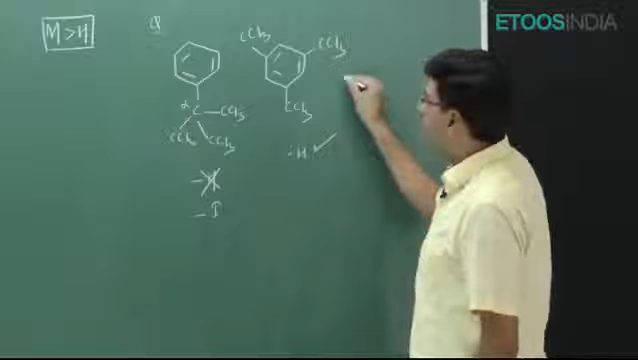 M > H
Q
CCl₃
CCl₃
CCl₃
α C — CCl₃
CCl₃ CCl₃
- H ✓
- H
- I
ETOOSINDIA